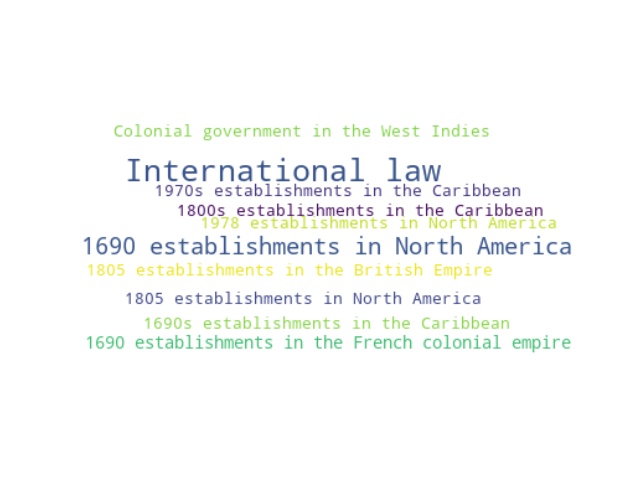 Colonial government in the West Indies
International law
1970s establishments in the Caribbean
1800s establishments in the Caribbean
1978 establishments in North America
1690 establishments in North America
1805 establishments in the British Empire
1805 establishments in North America
1690s establishments in the Caribbean
1690 establishments in the French colonial empire